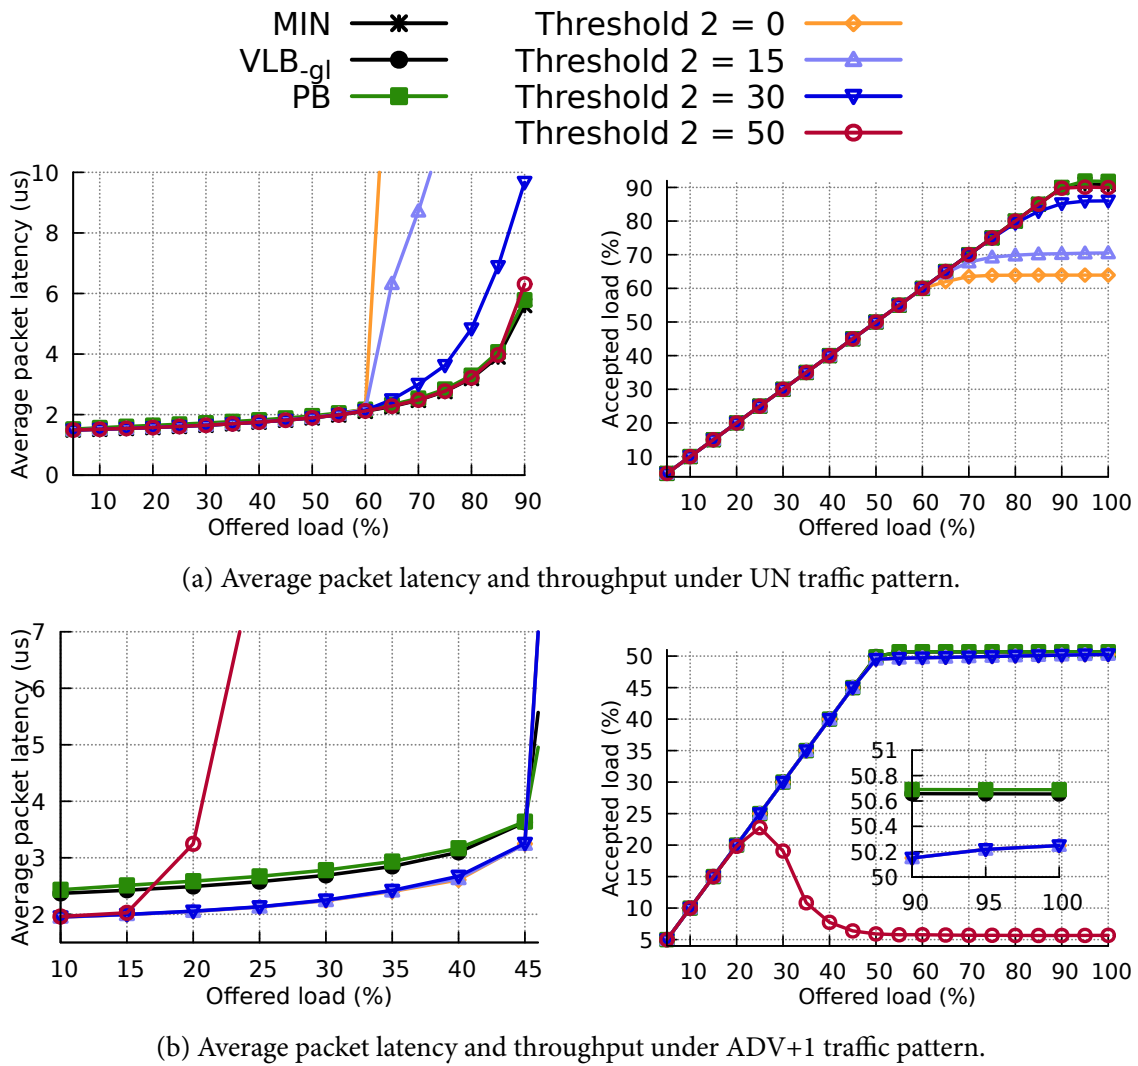 MIN
VLB-gl
PB
Threshold 2 = 0
Threshold 2 = 15
Threshold 2 = 30
Threshold 2 = 50
Average packet latency (us)
10
8
6
4
2
0
10 20 30 40 50 60 70 80 90
Offered load (%)
Accepted load (%)
90
80
70
60
50
40
30
20
10
10 20 30 40 50 60 70 80 90 100
Offered load (%)
(a) Average packet latency and throughput under UN traffic pattern.
Average packet latency (us)
7
6
5
4
3
2
10 15 20 25 30 35 40 45
Offered load (%)
Accepted load (%)
50
45
40
35
30
25
20
15
10
5
10 20 30 40 50 60 70 80 90 100
Offered load (%)
51
50.8
50.6
50.4
50.2
50
90 95 100
(b) Average packet latency and throughput under ADV+1 traffic pattern.